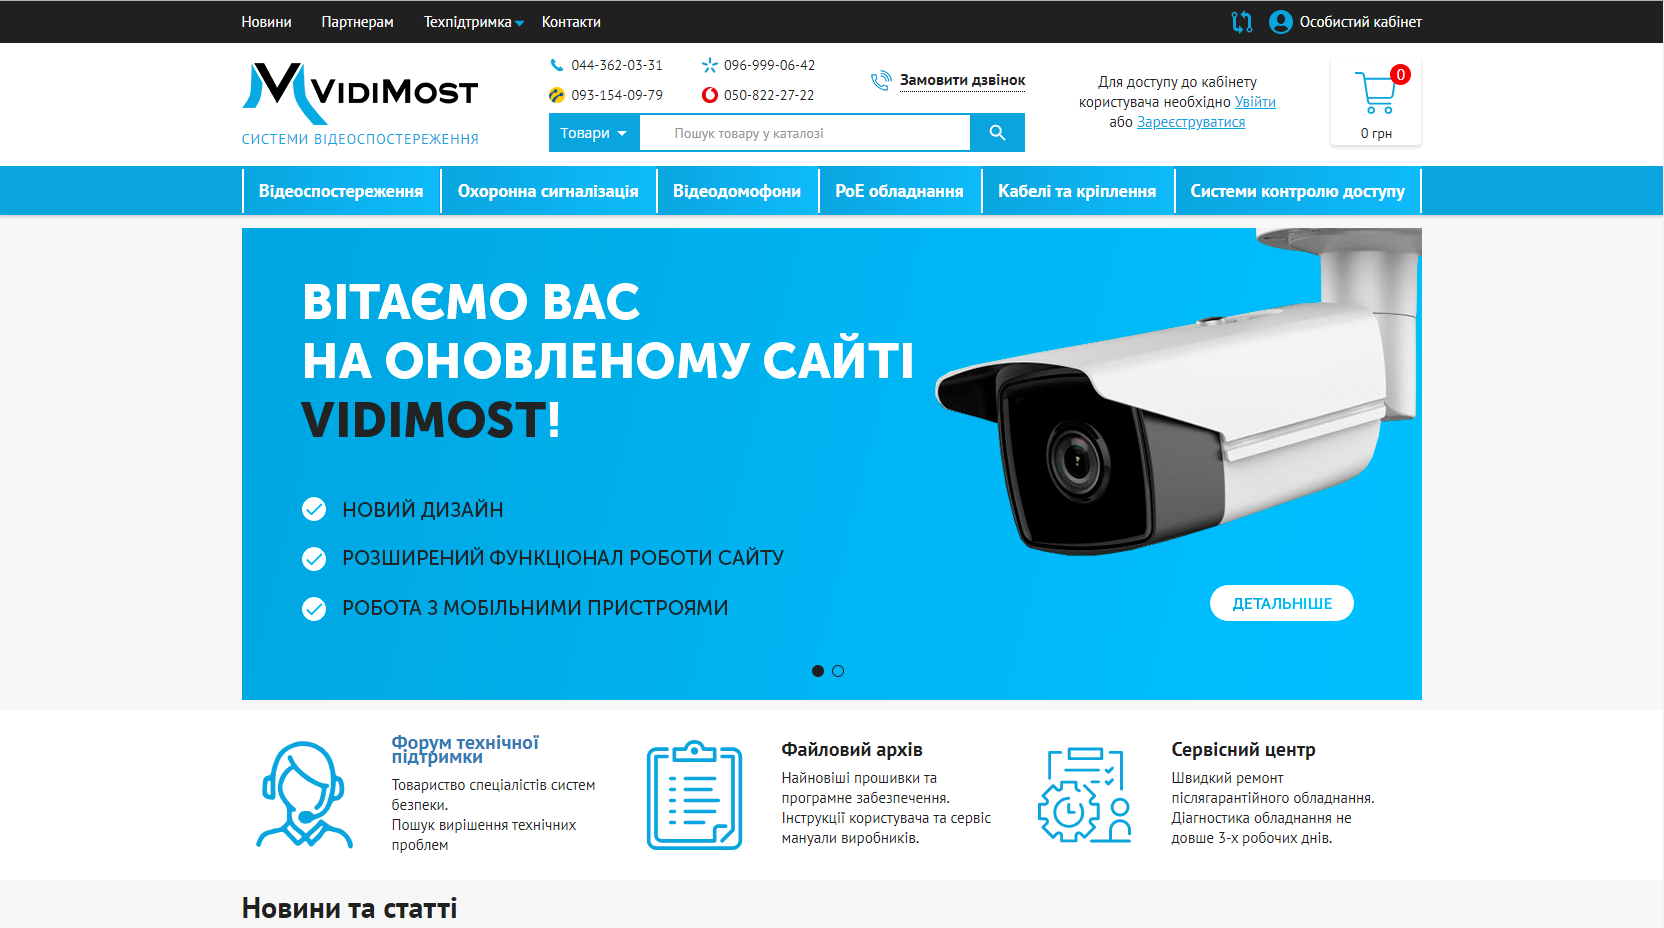 Новини Партнерам Техпідтримка Контакти Особистий кабінет
VIDIMOST
СИСТЕМИ ВІДЕОСПОСТЕРЕЖЕННЯ
044-362-03-31 096-999-06-42
093-154-09-79 050-822-27-22
Замовити дзвінок
Товари Пошук товару у каталозі
Для доступу до кабінету
користувача необхідно Увійти
або Зареєструватися
0
0 грн
Відеоспостереження Охоронна сигналізація Відеодомофони PoE обладнання Кабелі та кріплення Системи контролю доступу
ВІТАЄМО ВАС
НА ОНОВЛЕНОМУ САЙТІ
VIDIMOST!
НОВИЙ ДИЗАЙН
РОЗШИРЕНИЙ ФУНКЦІОНАЛ РОБОТИ САЙТУ
РОБОТА З МОБІЛЬНИМИ ПРИСТРОЯМИ
ДЕТАЛЬНІШЕ
Форум технічної
підтримки
Товариство спеціалістів систем
безпеки.
Пошук вирішення технічних
проблем
Файловий архів
Найновіші прошивки та
програмне забезпечення.
Інструкції користувача та сервіс
мануали виробників.
Сервісний центр
Швидкий ремонт
післягарантійного обладнання.
Діагностика обладнання не
довше 3-х робочих днів.
Новини та статті